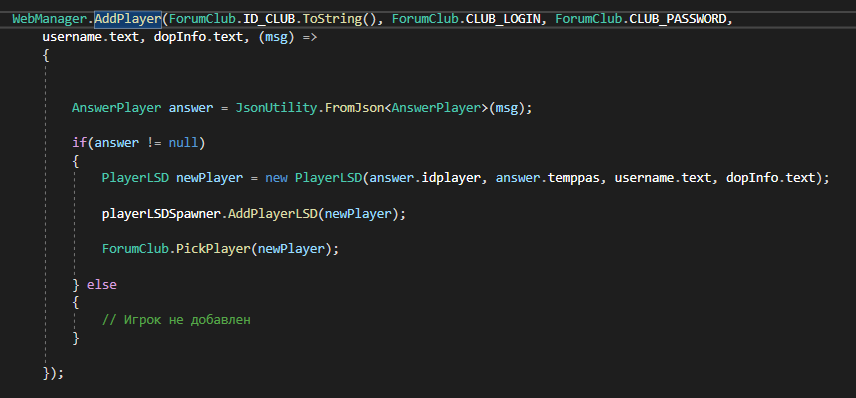 WebManager.AddPlayer(ForumClub.ID_CLUB.ToString(), ForumClub.CLUB_LOGIN, ForumClub.CLUB_PASSWORD,
username.text, dopInfo.text, (msg) =>
{
AnswerPlayer answer = JsonUtility.FromJson<AnswerPlayer>(msg);
if(answer != null)
{
PlayerLSD newPlayer = new PlayerLSD(answer.idplayer, answer.temppas, username.text, dopInfo.text);
playerLSDSpawner.AddPlayerLSD(newPlayer);
ForumClub.PickPlayer(newPlayer);
} else
{
// Игрок не добавлен
}
});